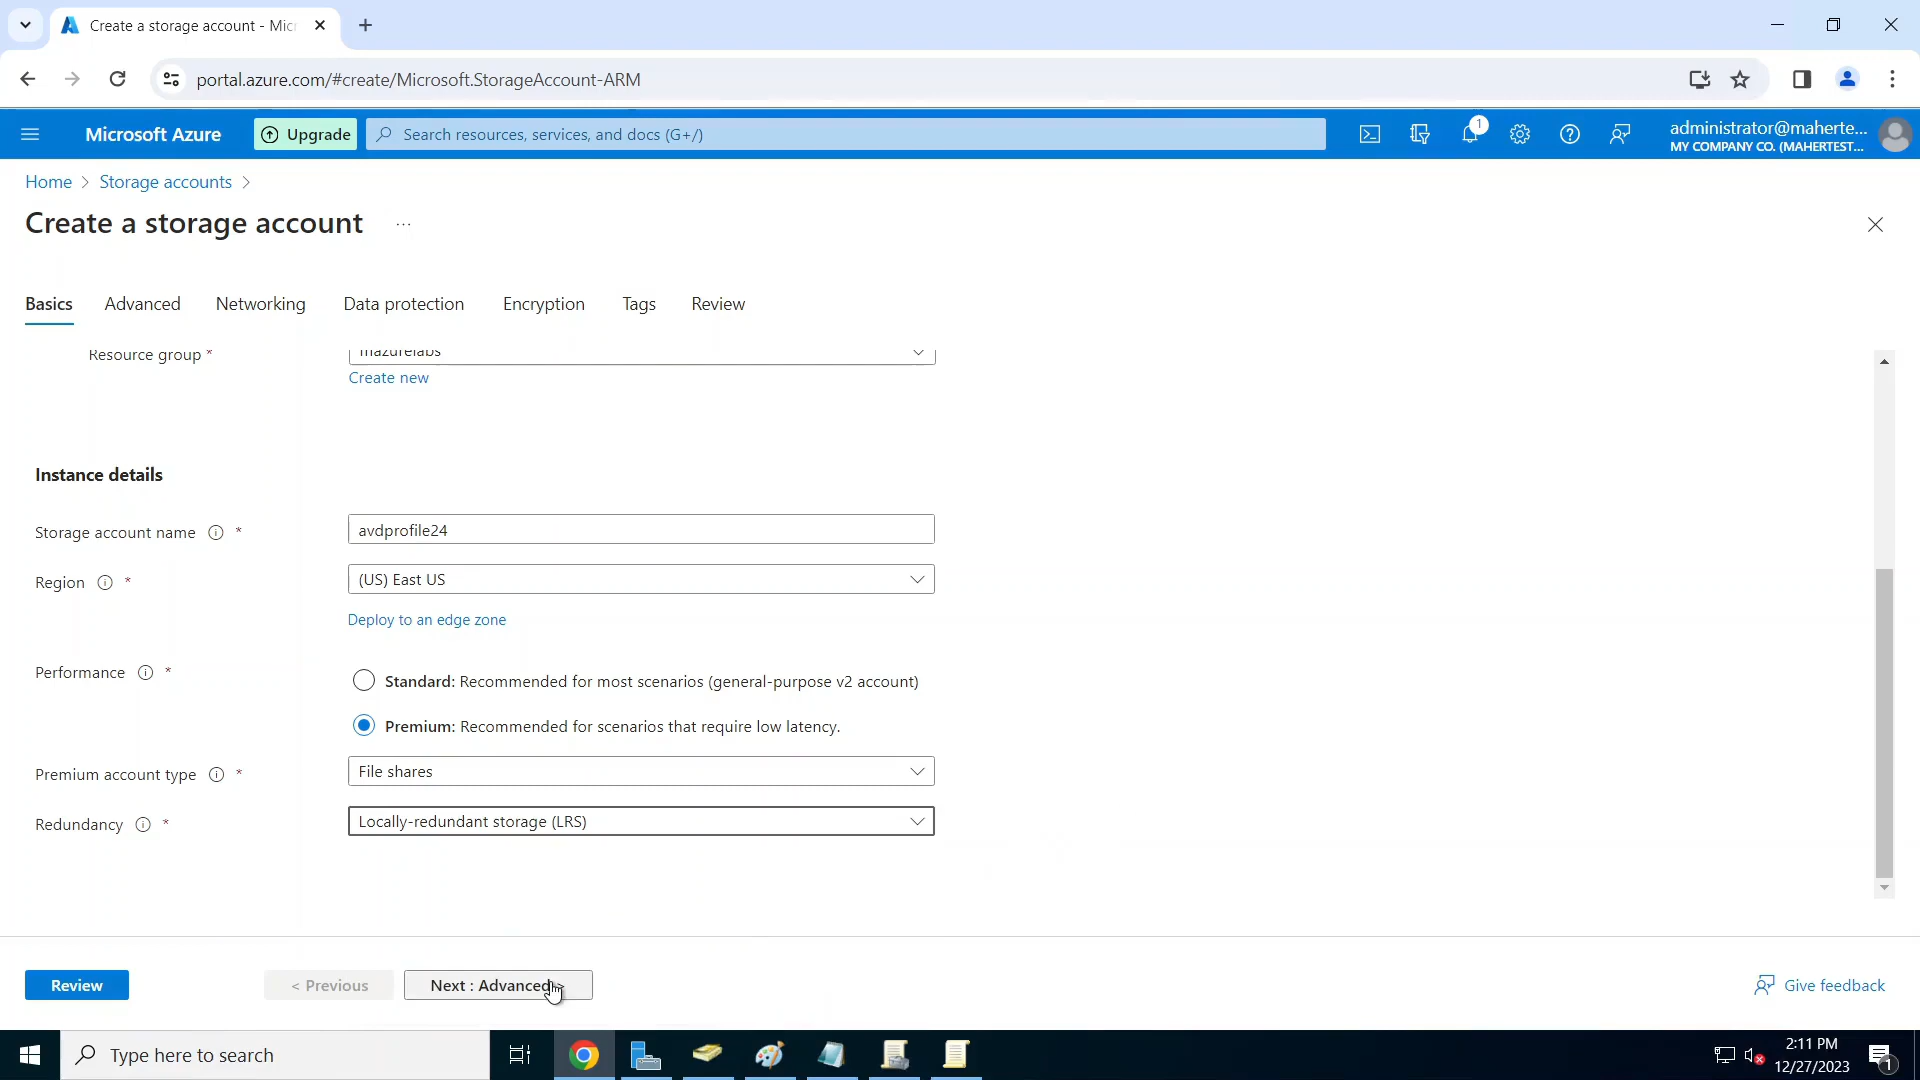 Create a storage account - Micr
portal.azure.com/#create/Microsoft.StorageAccount-ARM
Microsoft Azure
Upgrade
Search resources, services, and docs (G+/)
1
administrator@maherte...
MY COMPANY CO. (MAHERTEST...
Home > Storage accounts >
Create a storage account ...
Basics
Advanced
Networking
Data protection
Encryption
Tags
Review
Resource group *
mazurelabs
Create new
Instance details
Storage account name *
avdprofile24
Region *
(US) East US
Deploy to an edge zone
Performance *
Standard: Recommended for most scenarios (general-purpose v2 account)
Premium: Recommended for scenarios that require low latency.
Premium account type *
File shares
Redundancy *
Locally-redundant storage (LRS)
Review
< Previous
Next : Advanced >
Give feedback
Type here to search
2:11 PM
12/27/2023
1